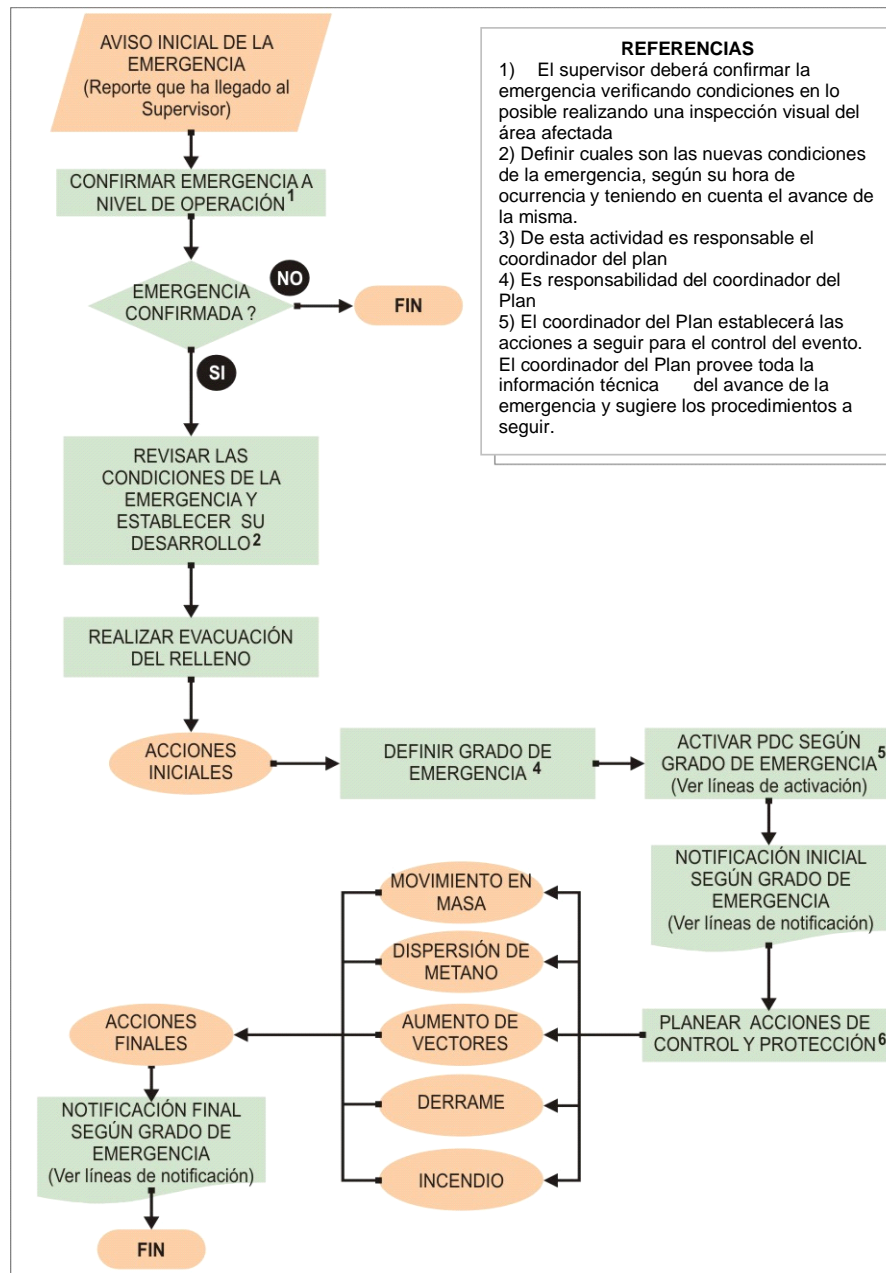 AVISO INICIAL DE LA
EMERGENCIA
(Reporte que ha llegado al
Supervisor)
REFERENCIAS
1) El supervisor deberá confirmar la
emergencia verificando condiciones en lo
posible realizando una inspección visual del
área afectada
2) Definir cuales son las nuevas condiciones
de la emergencia, según su hora de
ocurrencia y teniendo en cuenta el avance de
la misma.
3) De esta actividad es responsable el
coordinador del plan
4) Es responsabilidad del coordinador del
Plan
5) El coordinador del Plan establecerá las
acciones a seguir para el control del evento.
El coordinador del Plan provee toda la
información técnica del avance de la
emergencia y sugiere los procedimientos a
seguir.
CONFIRMAR EMERGENCIA A
NIVEL DE OPERACIÓN 1
EMERGENCIA
CONFIRMADA ?
NO
FIN
SI
REVISAR LAS
CONDICIONES DE LA
EMERGENCIA Y
ESTABLECER SU
DESARROLLO 2
REALIZAR EVACUACIÓN
DEL RELLENO
ACCIONES
INICIALES
DEFINIR GRADO DE
EMERGENCIA 4
ACTIVAR PDC SEGÚN
GRADO DE EMERGENCIA 5
(Ver líneas de activación)
NOTIFICACIÓN INICIAL
SEGÚN GRADO DE
EMERGENCIA
(Ver líneas de notificación)
PLANEAR ACCIONES DE
CONTROL Y PROTECCIÓN 6
MOVIMIENTO EN
MASA
DISPERSIÓN DE
METANO
AUMENTO DE
VECTORES
DERRAME
INCENDIO
ACCIONES
FINALES
NOTIFICACIÓN FINAL
SEGÚN GRADO DE
EMERGENCIA
(Ver líneas de notificación)
FIN